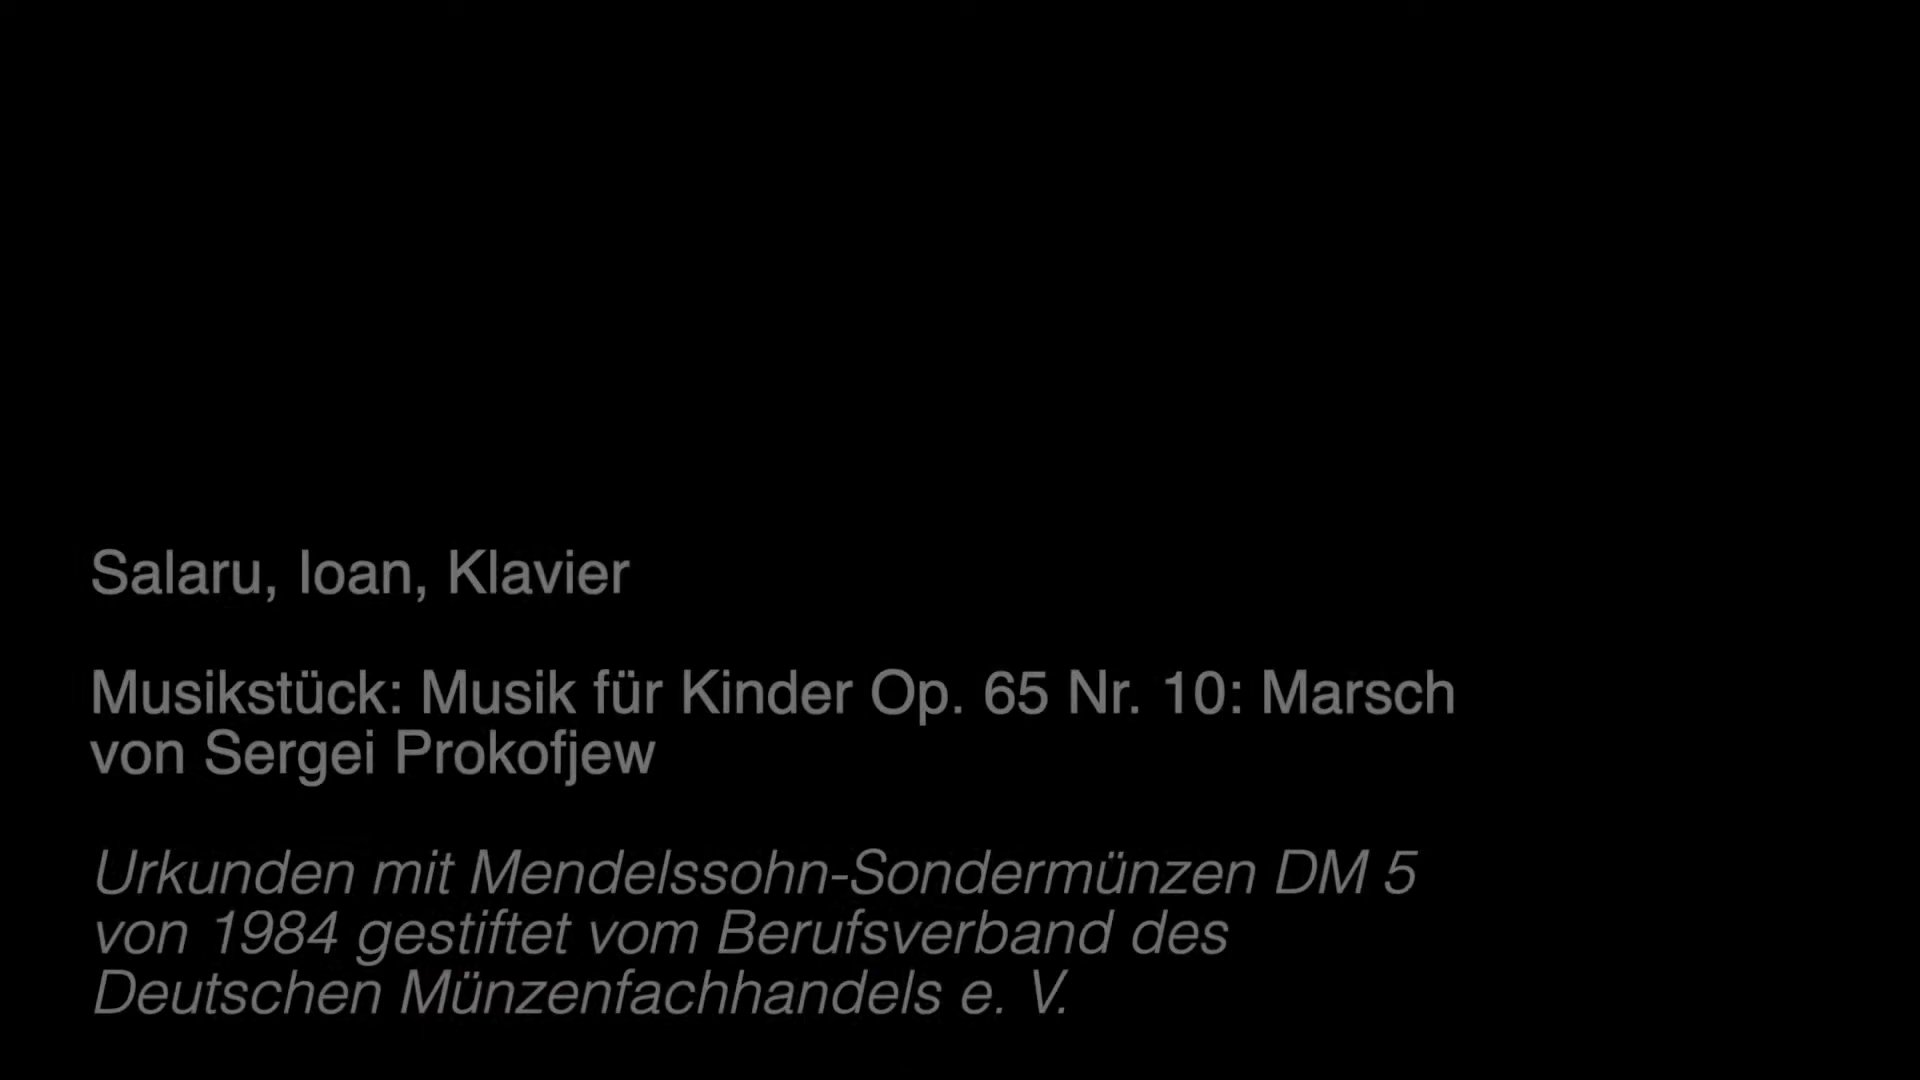 Salaru, Ioan, Klavier
Musikstück: Musik für Kinder Op. 65 Nr. 10: Marsch
von Sergei Prokofjew
Urkunden mit Mendelssohn-Sondermünzen DM 5
von 1984 gestiftet vom Berufsverband des
Deutschen Münzenfachhandels e. V.